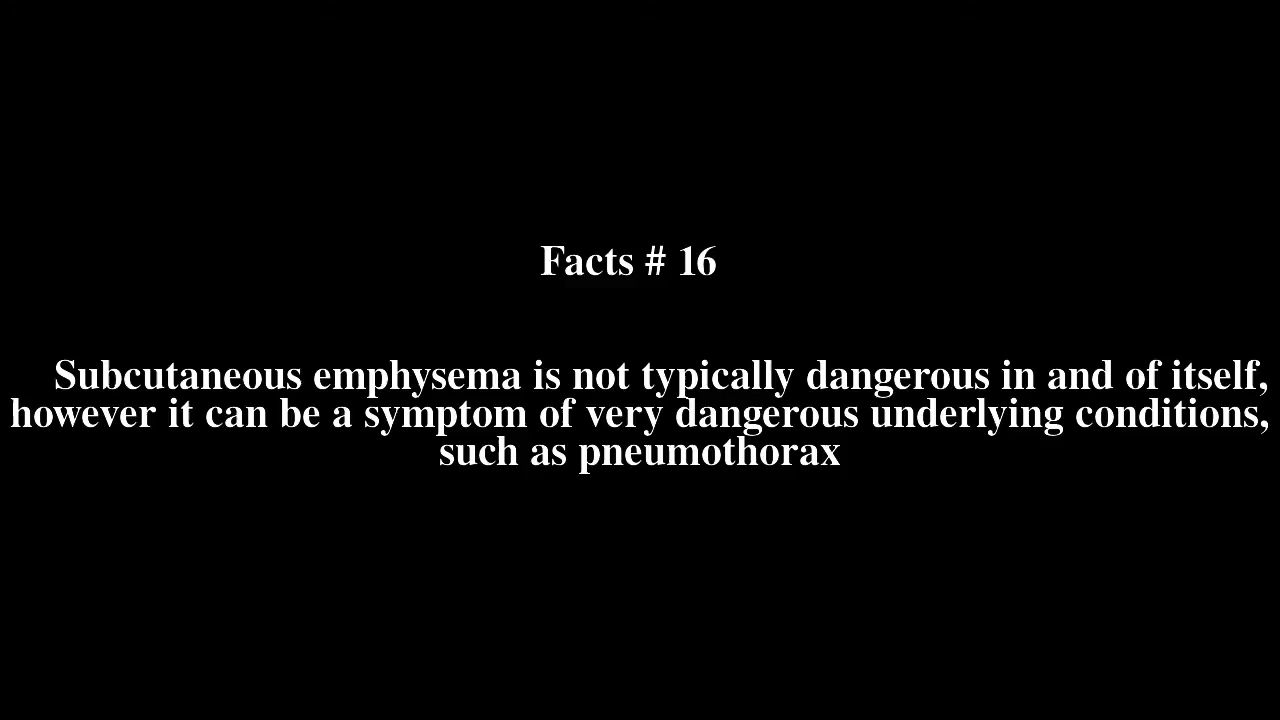 Facts # 16
Subcutaneous emphysema is not typically dangerous in and of itself,
however it can be a symptom of very dangerous underlying conditions,
such as pneumothorax